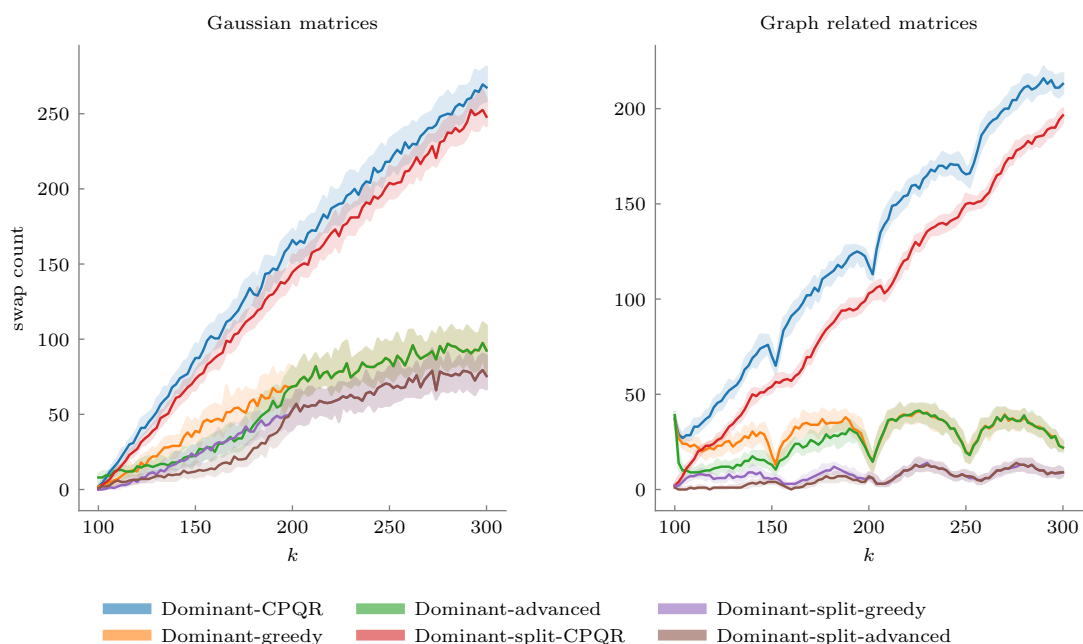 Gaussian matrices
Graph related matrices
swap count
250
200
150
100
50
0
100
150
200
250
300
k
200
150
100
50
0
100
150
200
250
300
k
Dominant-CPQR
Dominant-advanced
Dominant-split-greedy
Dominant-greedy
Dominant-split-CPQR
Dominant-split-advanced